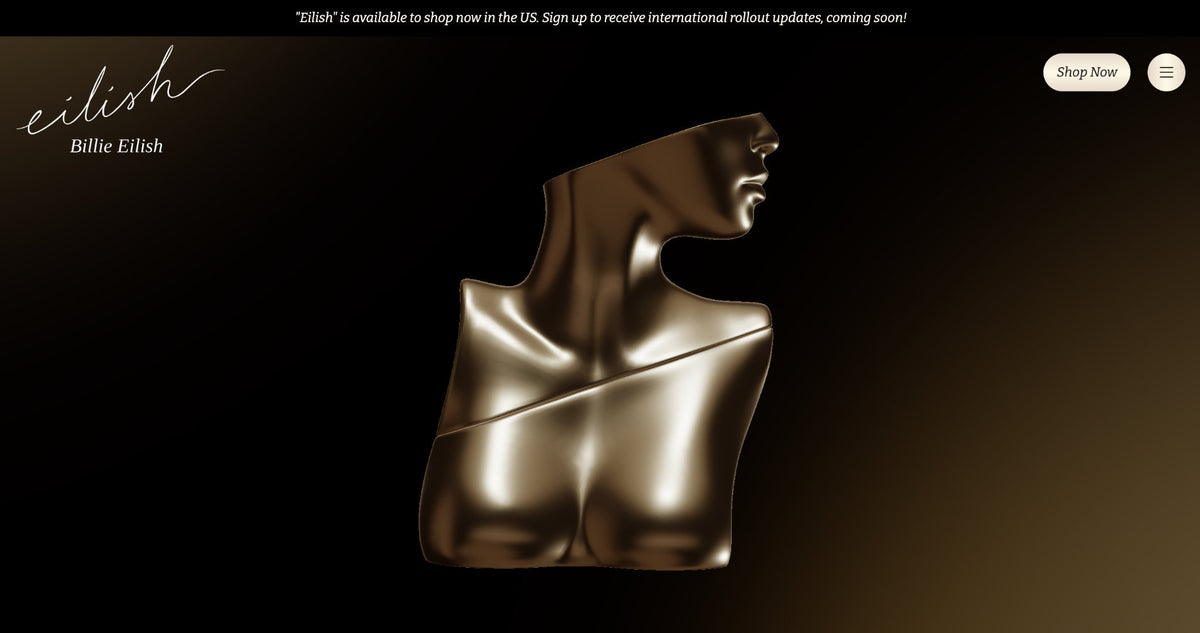 "Eilish" is available to shop now in the US. Sign up to receive international rollout updates, coming soon!
eilish
Billie Eilish
Shop Now